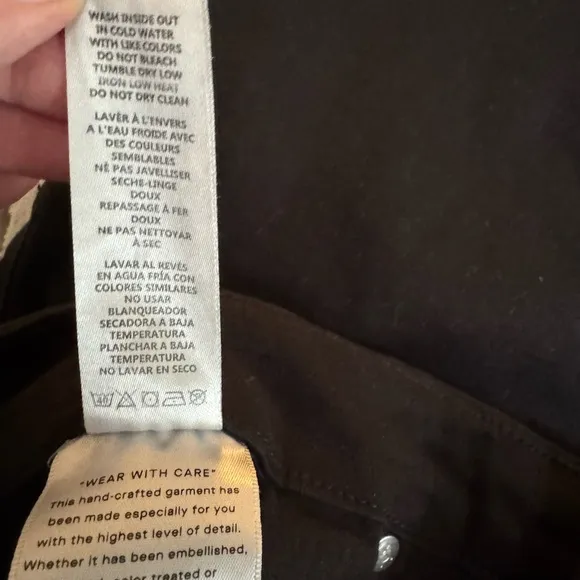 WASH INSIDE OUT
IN COLD WATER
WITH LIKE COLORS
DO NOT BLEACH
TUMBLE DRY LOW
IRON LOW HEAT
DO NOT DRY CLEAN
LAVER À L'ENVERS
A L'EAU FROIDE AVEC
DES COULEURS
SEMBLABLES
NE PAS JAVELLISER
SECHE-LINGE
DOUX
REPASSAGE À FER
DOUX
NE PAS NETTOYER
À SEC
LAVAR AL REVÉS
EN AGUA FRÍA CON
COLORES SIMILARES
NO USAR
BLANQUEADOR
SECADORA A BAJA
TEMPERATURA
PLANCHAR A BAJA
TEMPERATURA
NO LAVAR EN SECO
40
"WEAR WITH CARE"
This hand-crafted garment has
been made especially for you
with the highest level of detail.
Whether it has been embellished,
color treated or